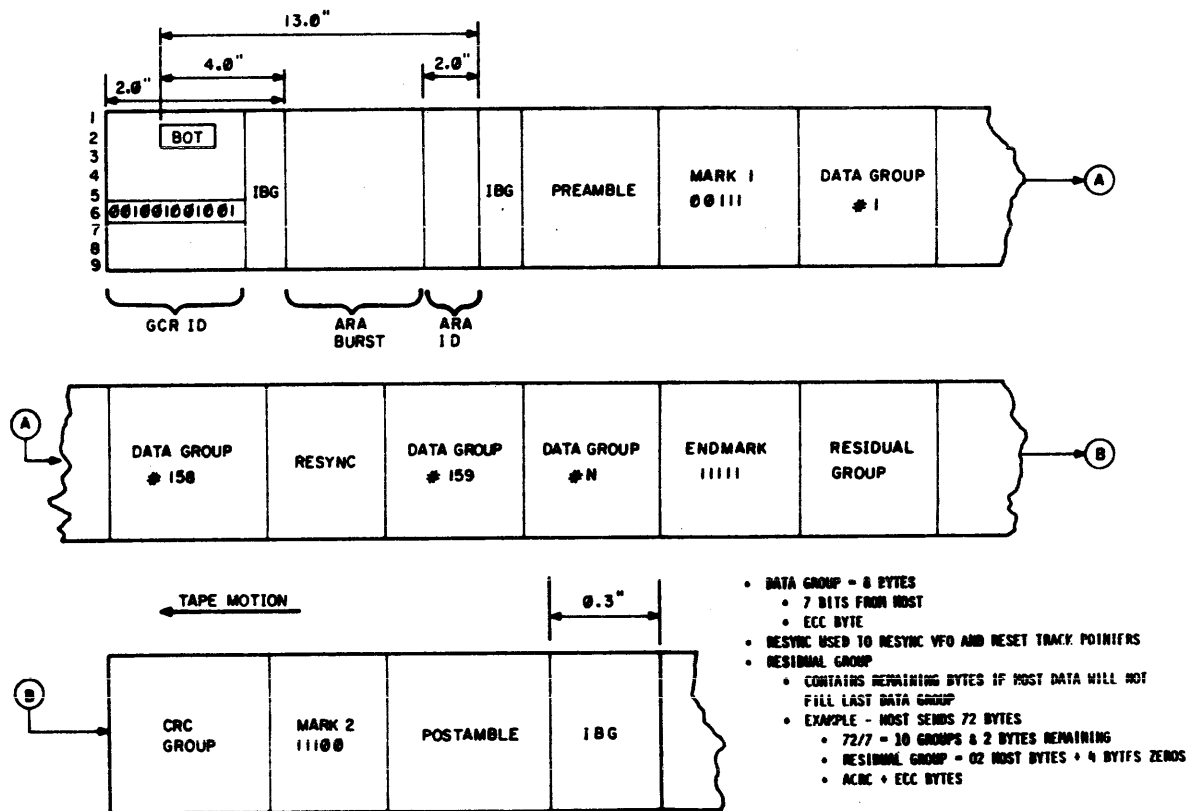 13.0"
4.0"
2.0"
2.0"
1
2
3
4
5
6
7
8
9
BOT
001001001001
IBG
IBG
PREAMBLE
MARK 1
00111
DATA GROUP
# 1
A
GCR ID
ARA
BURST
ARA
ID
A
DATA GROUP
# 158
RESYNC
DATA GROUP
# 159
DATA GROUP
# N
ENDMARK
11111
RESIDUAL
GROUP
B
TAPE MOTION
0.3"
B
CRC
GROUP
MARK 2
11100
POSTAMBLE
IBG
• DATA GROUP = 8 BYTES
• 7 BITS FROM HOST
• ECC BYTE
• RESYNC USED TO RESYNC VFO AND RESET TRACK POINTERS
• RESIDUAL GROUP
• CONTAINS REMAINING BYTES IF HOST DATA WILL NOT
FILL LAST DATA GROUP
• EXAMPLE - HOST SENDS 72 BYTES
• 72/7 = 10 GROUPS & 2 BYTES REMAINING
• RESIDUAL GROUP = 02 HOST BYTES + 4 BYTES ZEROS
• ACRC + ECC BYTES